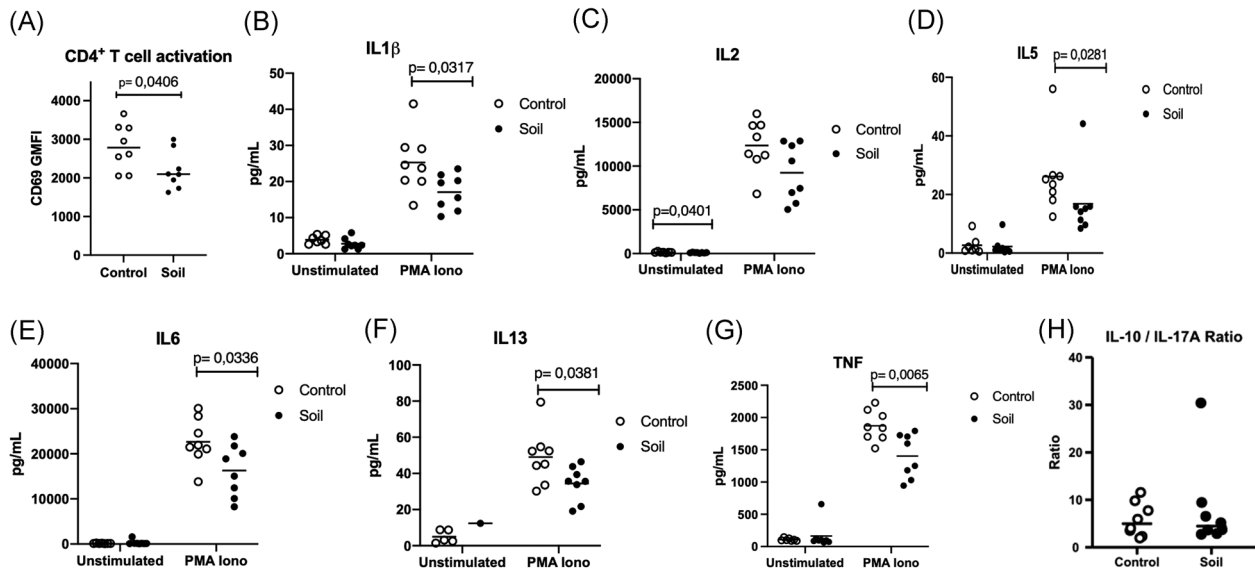 (A)
CD4⁺ T cell activation
p= 0,0406
CD69 GMFI
4000
3000
2000
1000
0
Control Soil
(B)
IL1β
p= 0,0317
pg/mL
50
40
30
20
10
0
Unstimulated PMA Iono
Control
Soil
(C)
IL2
pg/mL
20000
15000
10000
5000
0
p=0,0401
Unstimulated PMA Iono
Control
Soil
(D)
IL5
p= 0,0281
pg/mL
60
40
20
0
Unstimulated PMA Iono
Control
Soil
(E)
IL6
p= 0,0336
pg/mL
40000
30000
20000
10000
0
Unstimulated PMA Iono
Control
Soil
(F)
IL13
p= 0,0381
pg/mL
100
80
60
40
20
0
Unstimulated PMA Iono
Control
Soil
(G)
TNF
p= 0,0065
pg/mL
2500
2000
1500
1000
500
0
Unstimulated PMA Iono
Control
Soil
(H)
IL-10 / IL-17A Ratio
Ratio
40
30
20
10
0
Control Soil